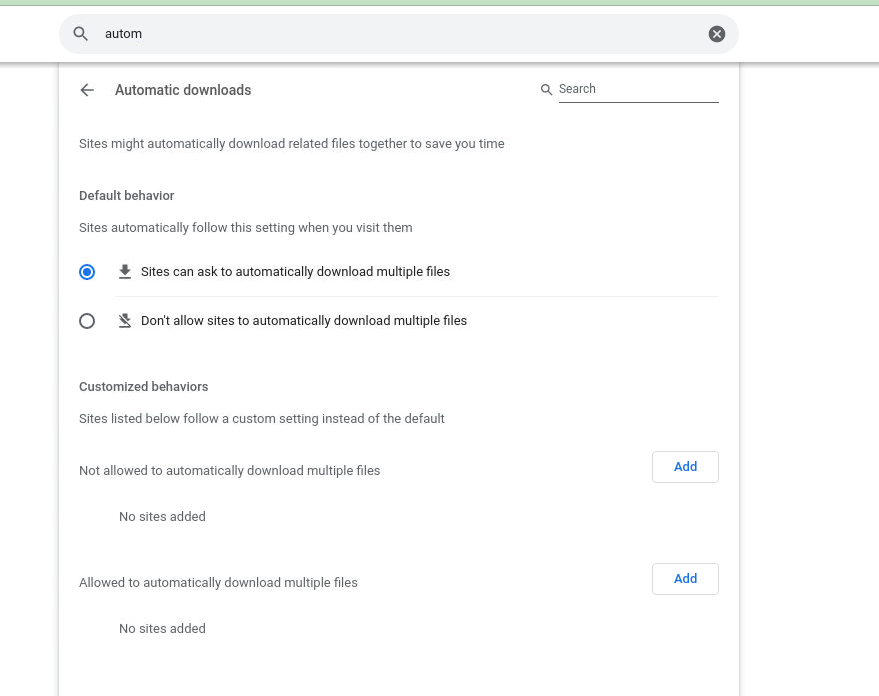 autom
Automatic downloads
Search
Sites might automatically download related files together to save you time
Default behavior
Sites automatically follow this setting when you visit them
Sites can ask to automatically download multiple files
Don't allow sites to automatically download multiple files
Customized behaviors
Sites listed below follow a custom setting instead of the default
Not allowed to automatically download multiple files
Add
No sites added
Allowed to automatically download multiple files
Add
No sites added